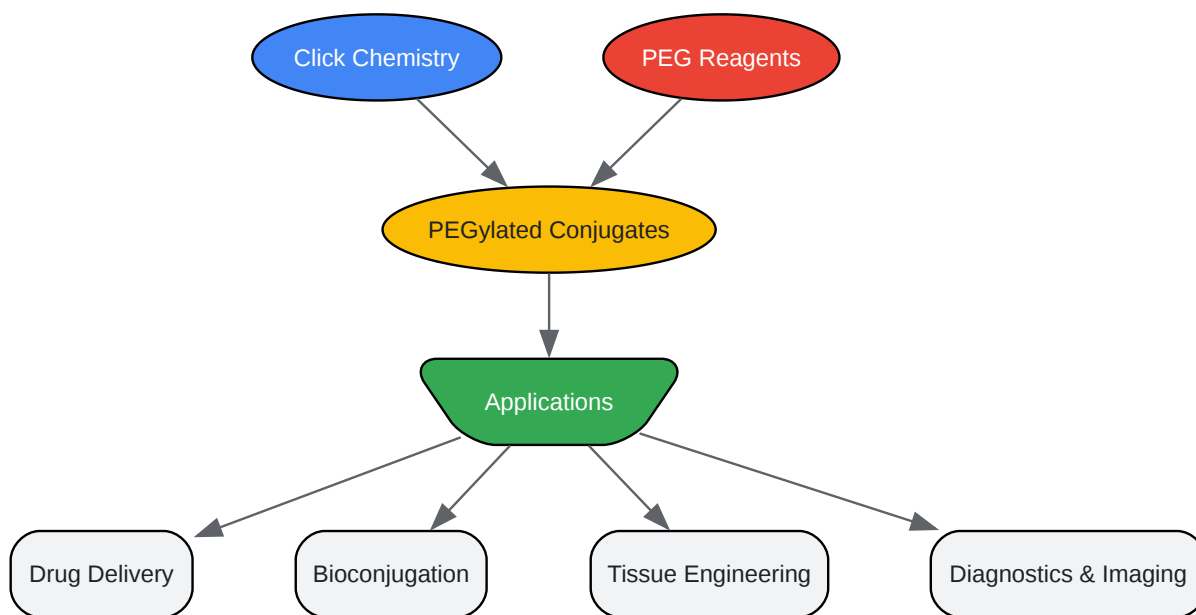 Click Chemistry
PEG Reagents
PEGylated Conjugates
Applications
Drug Delivery
Bioconjugation
Tissue Engineering
Diagnostics & Imaging